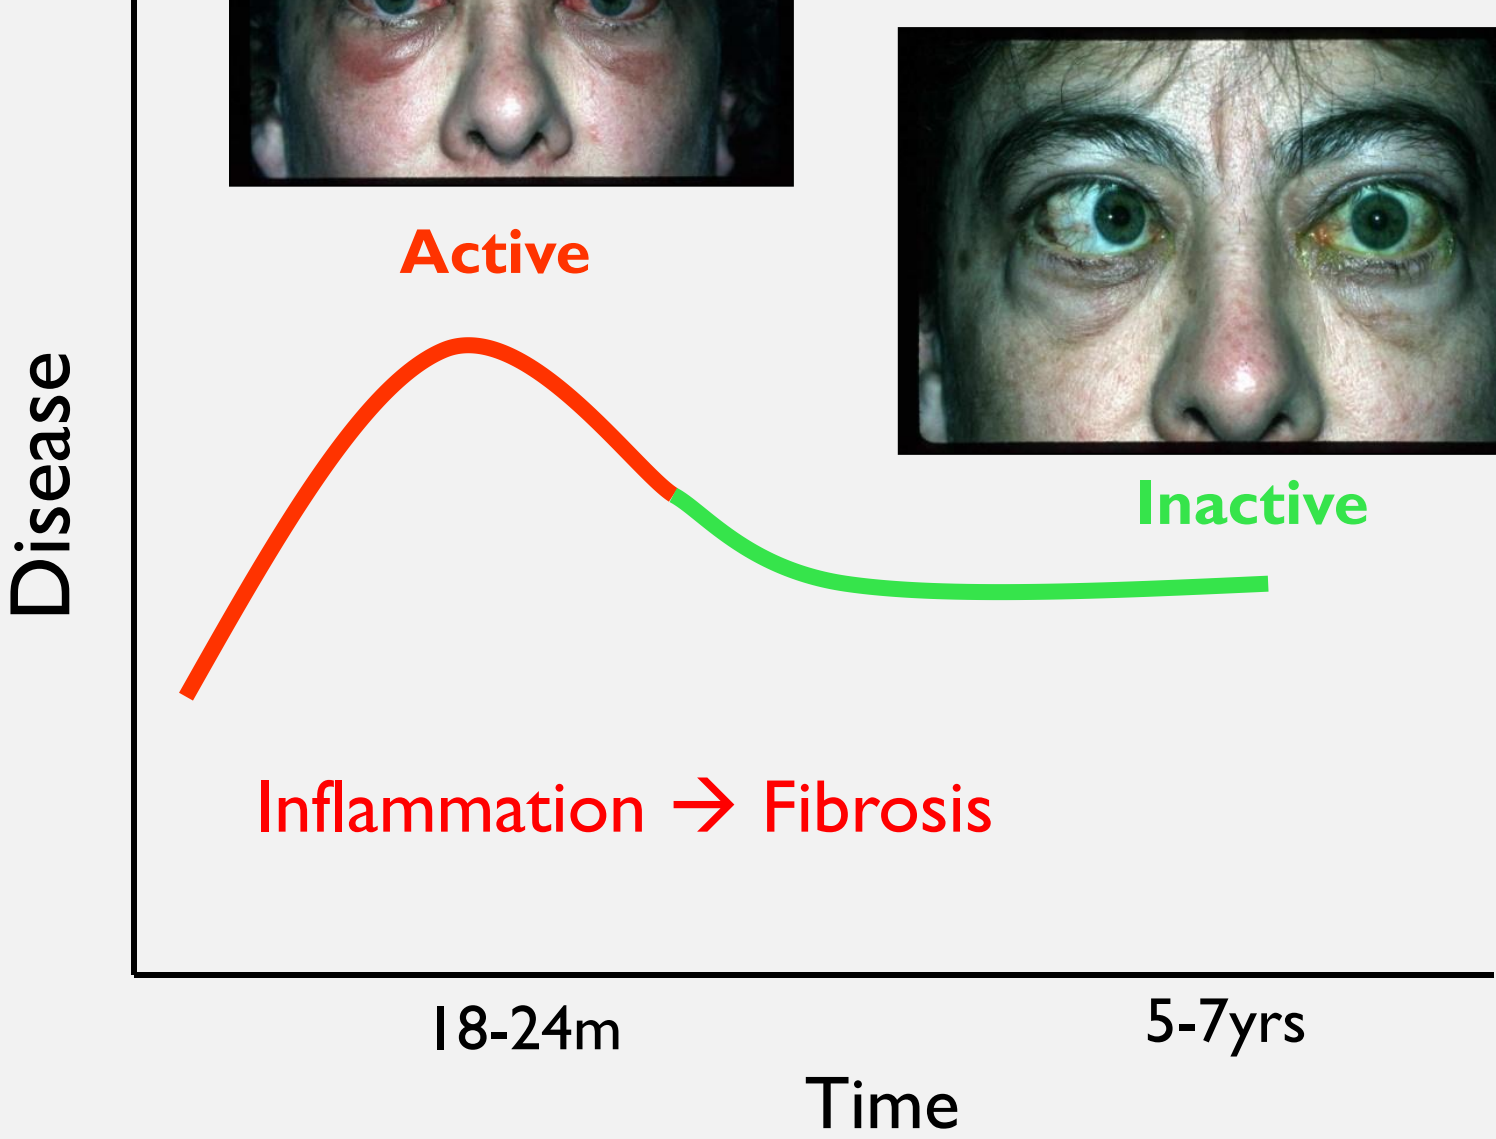 Active
Inactive
Disease
Inflammation → Fibrosis
18-24m
5-7yrs
Time